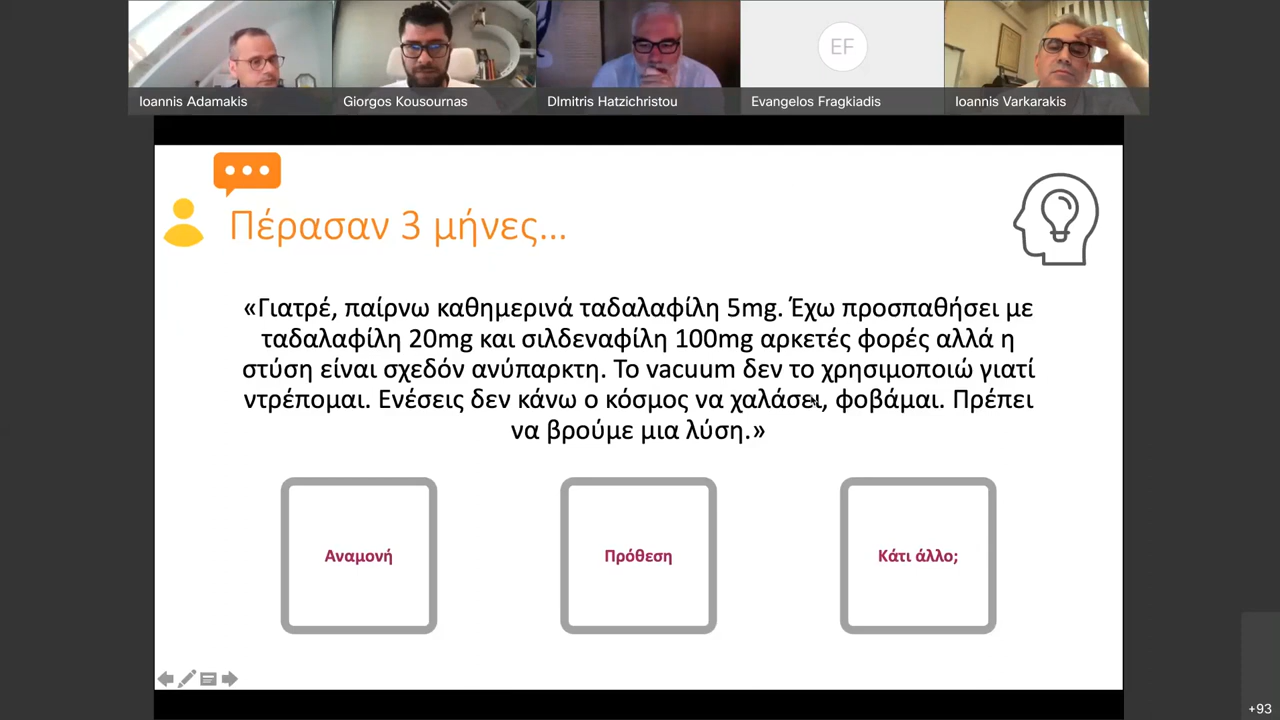 Ioannis Adamakis
Giorgos Kousournas
DImitris Hatzichristou
EF
Evangelos Fragkiadis
Ioannis Varkarakis
Πέρασαν 3 μήνες...
«Γιατρέ, παίρνω καθημερινά ταδαλαφίλη 5mg. Έχω προσπαθήσει με
ταδαλαφίλη 20mg και σιλδεναφίλη 100mg αρκετές φορές αλλά η
στύση είναι σχεδόν ανύπαρκτη. Το vacuum δεν το χρησιμοποιώ γιατί
ντρέπομαι. Ενέσεις δεν κάνω ο κόσμος να χαλάσει, φοβάμαι. Πρέπει
να βρούμε μια λύση.»
Αναμονή
Πρόθεση
Κάτι άλλο;
+93